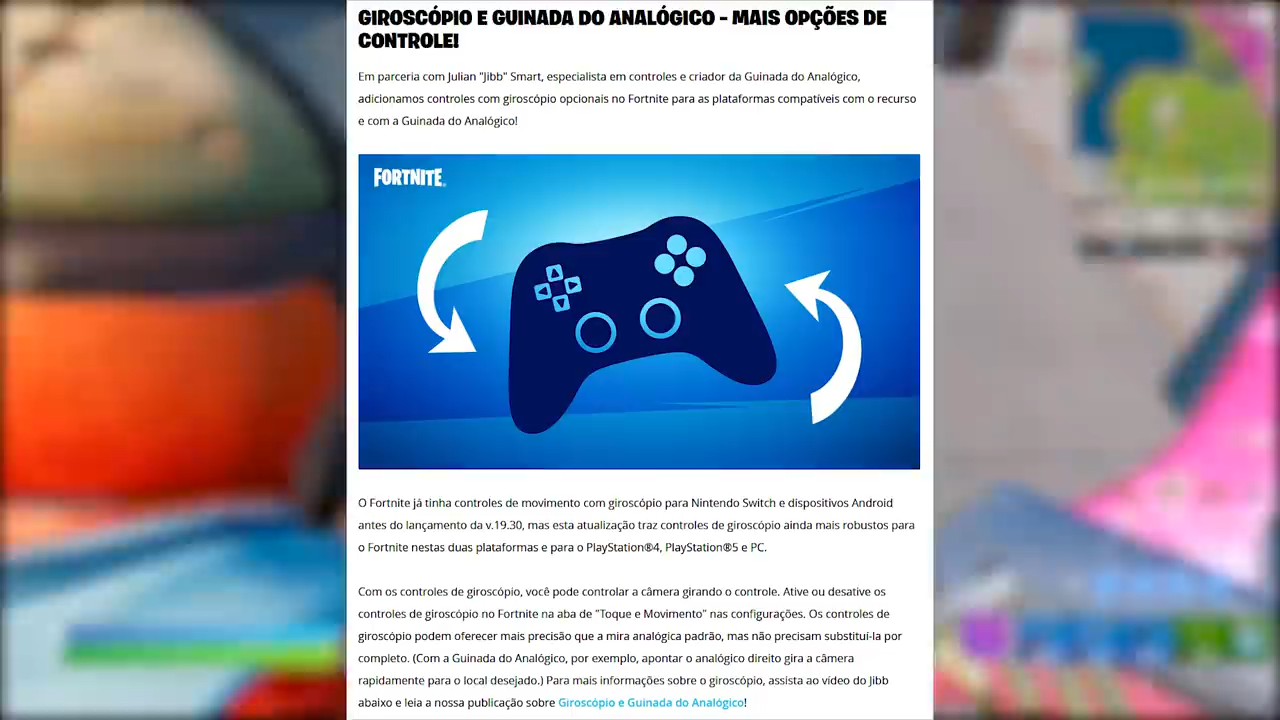 GIROSCÓPIO E GUINADA DO ANALÓGICO - MAIS OPÇÕES DE
CONTROLE!
Em parceria com Julian "Jibb" Smart, especialista em controles e criador da Guinada do Analógico,
adicionamos controles com giroscópio opcionais no Fortnite para as plataformas compatíveis com o recurso
e com a Guinada do Analógico!
FORTNITE
O Fortnite já tinha controles de movimento com giroscópio para Nintendo Switch e dispositivos Android
antes do lançamento da v.19.30, mas esta atualização traz controles de giroscópio ainda mais robustos para
o Fortnite nestas duas plataformas e para o PlayStation®4, PlayStation®5 e PC.
Com os controles de giroscópio, você pode controlar a câmera girando o controle. Ative ou desative os
controles de giroscópio no Fortnite na aba de "Toque e Movimento" nas configurações. Os controles de
giroscópio podem oferecer mais precisão que a mira analógica padrão, mas não precisam substituí-la por
completo. (Com a Guinada do Analógico, por exemplo, apontar o analógico direito gira a câmera
rapidamente para o local desejado.) Para mais informações sobre o giroscópio, assista ao vídeo do Jibb
abaixo e leia a nossa publicação sobre Giroscópio e Guinada do Analógico!